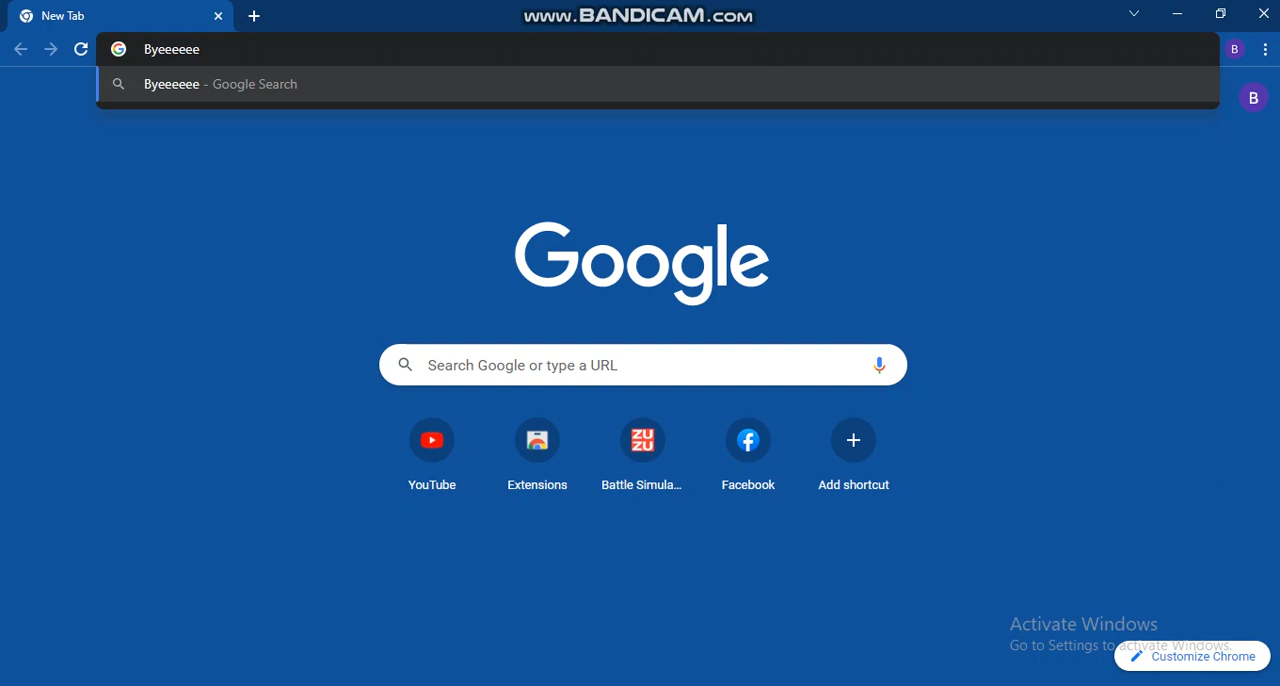 New Tab
www.BANDICAM.com
Byeeeeee
B
Byeeeeee - Google Search
B
Google
Search Google or type a URL
ZU
ZU
YouTube
Extensions
Battle Simula...
Facebook
Add shortcut
Activate Windows
Go to Settings to activate Windows.
Customize Chrome